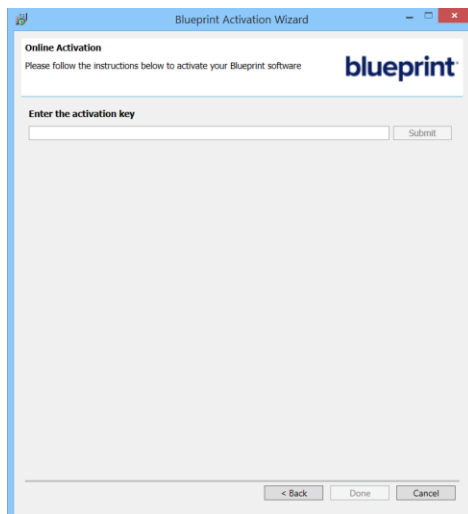 Blueprint Activation Wizard
Online Activation
Please follow the instructions below to activate your Blueprint software
blueprint
Enter the activation key
Submit
< Back Done Cancel